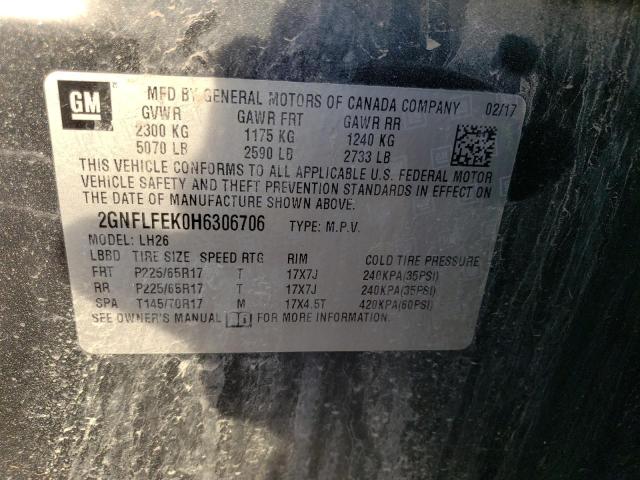 GM
MFD BY GENERAL MOTORS OF CANADA COMPANY 02/17
GVWR GAWR FRT GAWR RR
2300 KG 1175 KG 1240 KG
5070 LB 2590 LB 2733 LB
THIS VEHICLE CONFORMS TO ALL APPLICABLE U.S. FEDERAL MOTOR
VEHICLE SAFETY AND THEFT PREVENTION STANDARDS IN EFFECT ON
THE DATE OF MANUFACTURE SHOWN ABOVE.
2GNFLFEK0H6306706 TYPE: M.P.V.
MODEL: LH26
LBBD TIRE SIZE SPEED RTG RIM COLD TIRE PRESSURE
FRT P225/65R17 T 17X7J 240KPA(35PSI)
RR P225/65R17 T 17X7J 240KPA(35PSI)
SPA T145/70R17 M 17X4.5T 420KPA(60PSI)
SEE OWNER'S MANUAL FOR MORE INFORMATION.